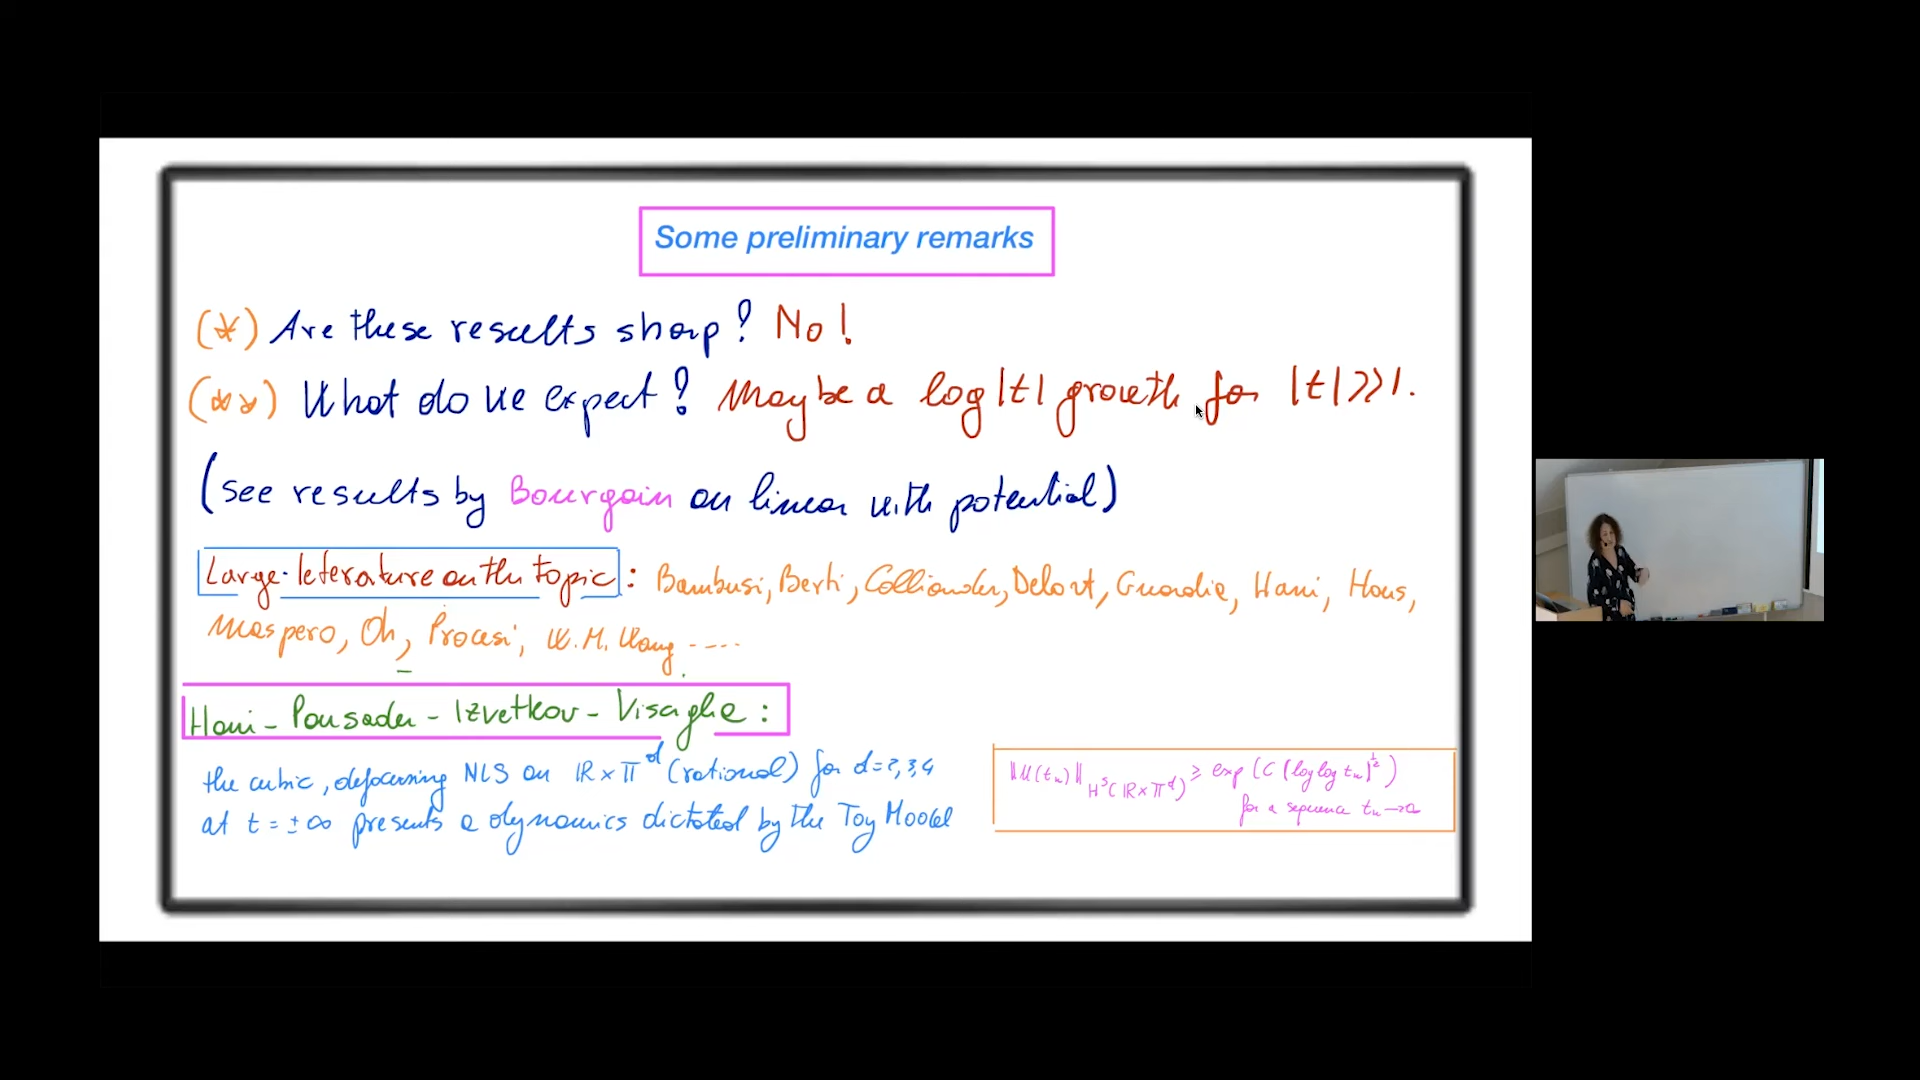 Some preliminary remarks
(*) Are these results sharp? No!
(**) What do we expect? Maybe a log|t| growth for |t|>>1.
(see results by Bourgain on linear with potential)
Large leterature on the topic: Bambusi, Berti, Colliander, Delort, Guardia, Hani, Haus,
Maspero, Oh, Procesi, W.M. Wang ....
Hani - Pausader - Tzvetkov - Visciglia:
the cubic, defocusing NLS on ℝ×𝕋^d (rational) for d=2,3,4
at t=±∞ presents a dynamics dictated by the Toy Model
‖u(t_n)‖_{H^s(ℝ×𝕋^d)} ≥ exp(C(log log t_n)^{1/2})
for a sequence t_n→∞